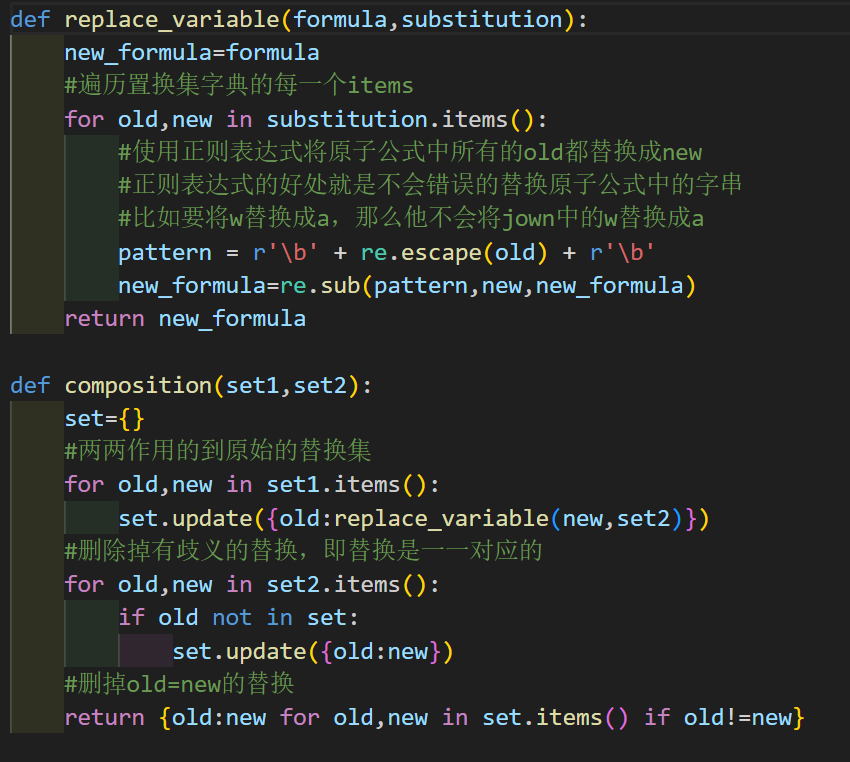 def replace_variable(formula,substitution):
    new_formula=formula
    #遍历置换集字典的每一个items
    for old,new in substitution.items():
        #使用正则表达式将原子公式中所有的old都替换成new
        #正则表达式的好处就是不会错误的替换原子公式中的字串
        #比如要将w替换成a，那么他不会将jown中的w替换成a
        pattern = r'\b' + re.escape(old) + r'\b'
        new_formula=re.sub(pattern,new,new_formula)
    return new_formula

def composition(set1,set2):
    set={}
    #两两作用的到原始的替换集
    for old,new in set1.items():
        set.update({old:replace_variable(new,set2)})
    #删除掉有歧义的替换，即替换是一一对应的
    for old,new in set2.items():
        if old not in set:
            set.update({old:new})
    #删掉old=new的替换
    return {old:new for old,new in set.items() if old!=new}